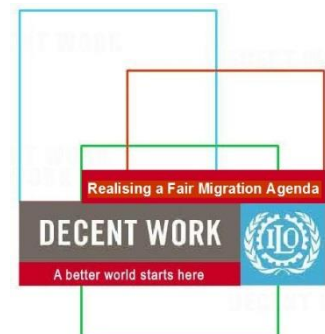 Realising a Fair Migration Agenda
DECENT WORK
ILO
A better world starts here